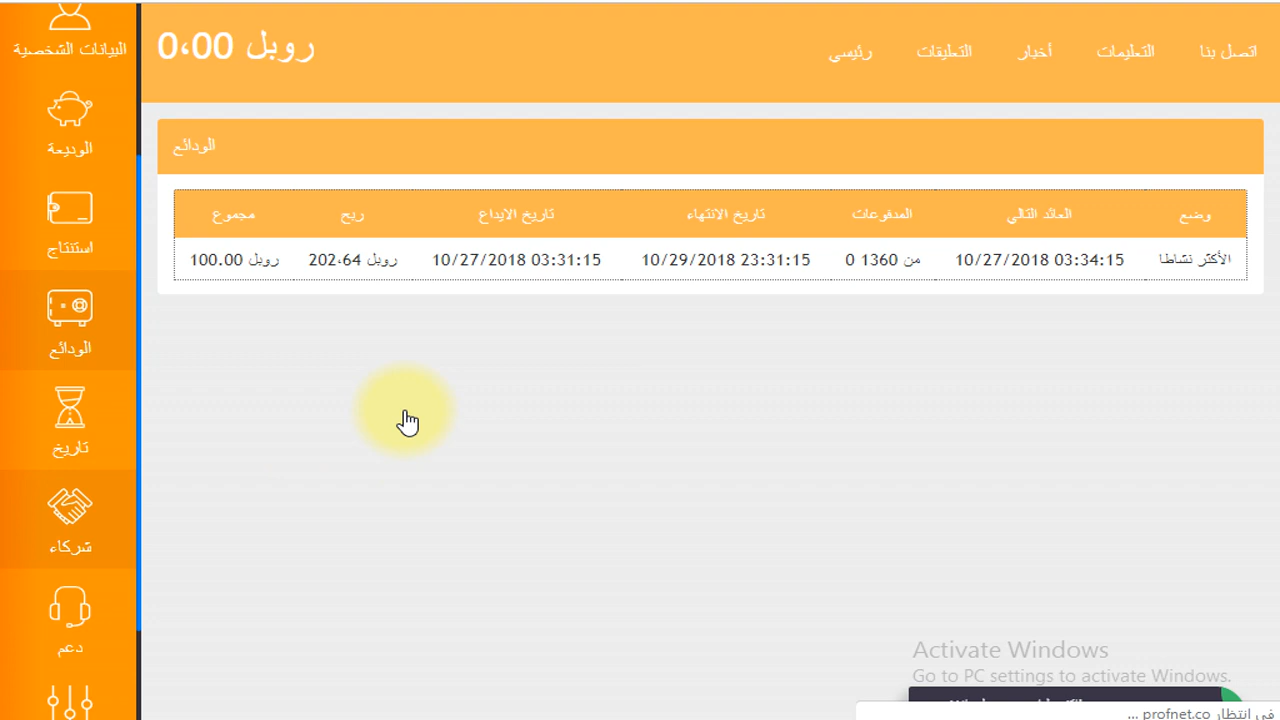 البيانات الشخصية
الوديعة
استنتاج
الودائع
تاريخ
شركاء
دعم
روبل 0،00
رئيسي التعليقات أخبار التعليمات اتصل بنا
الودائع
مجموع ربح تاريخ الايداع تاريخ الانتهاء المدفوعات العائد التالي وضع
روبل 100.00 روبل 202،64 10/27/2018 03:31:15 10/29/2018 23:31:15 0 من 1360 10/27/2018 03:34:15 الأكثر نشاطا
Activate Windows
Go to PC settings to activate Windows.
في انتظار profnet.co ...